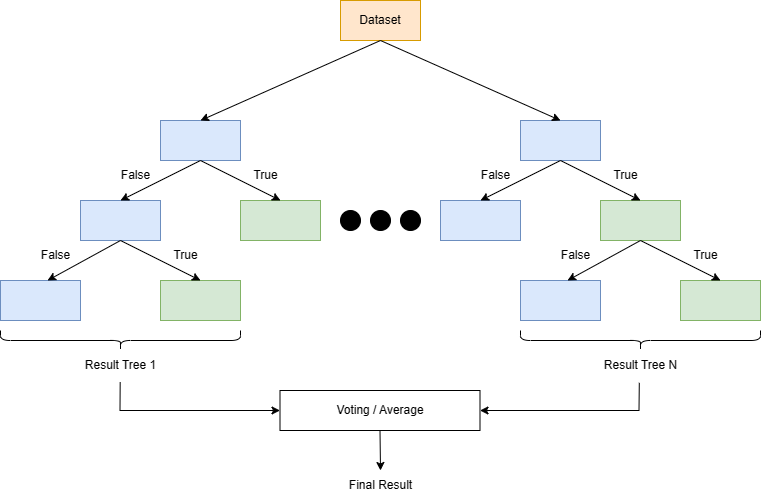 Dataset
False
True
False
True
False
True
False
True
Result Tree 1
Result Tree N
Voting / Average
Final Result